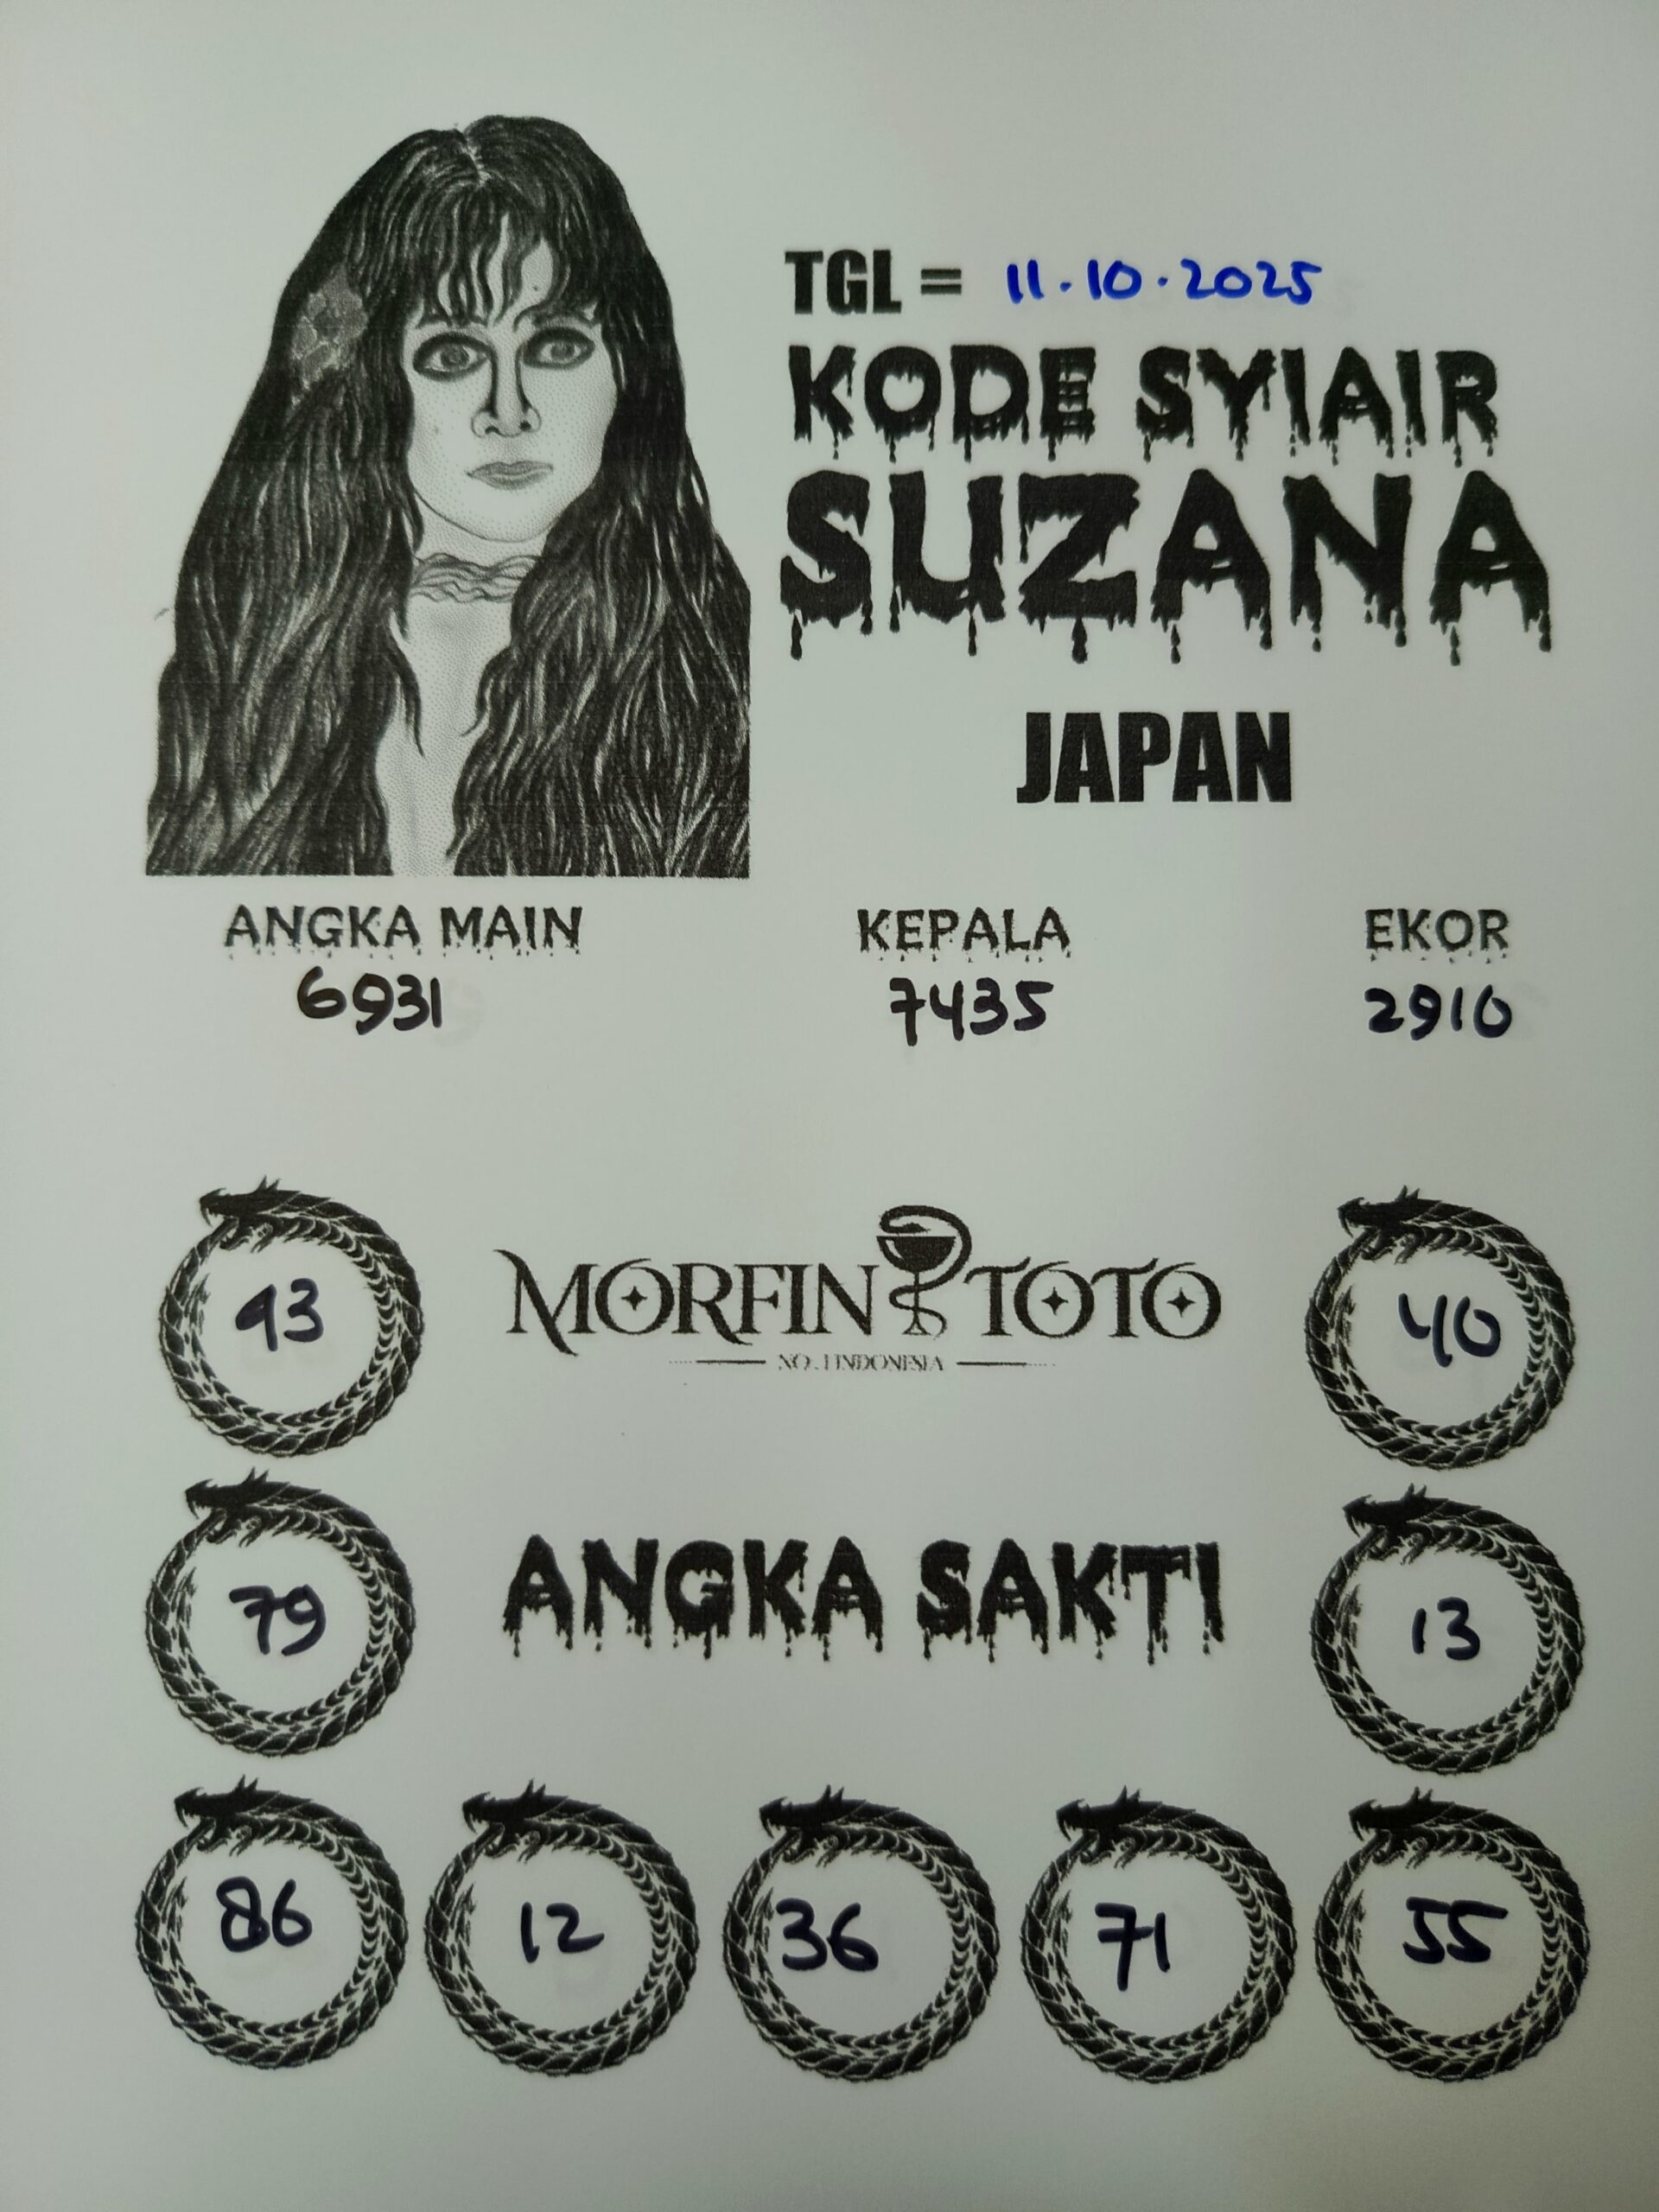 TGL = 11.10.2025
KODE SYIAIR
SUZANA
JAPAN
ANGKA MAIN KEPALA EKOR
6931 7435 2910
93 MORFIN TOTO 40
NO.1 INDONESIA
79 ANGKA SAKTI 13
86 12 36 71 55